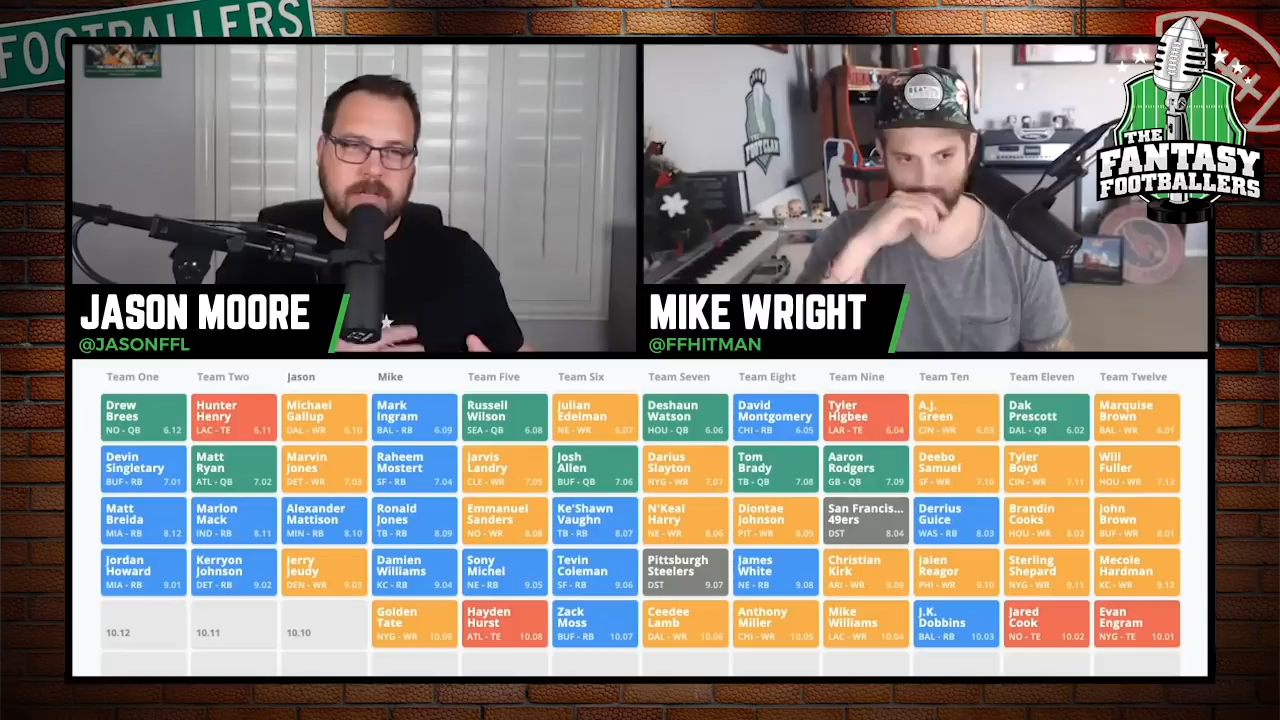 FOOTBALLERS
THE
FOOTCLAN
BEATS
THE
FANTASY
FOOTBALLERS
JASON MOORE
@JASONFFL
MIKE WRIGHT
@FFHITMAN
Team One Team Two Jason Mike Team Five Team Six Team Seven Team Eight Team Nine Team Ten Team Eleven Team Twelve
Drew Hunter Michael Mark Russell Julian Deshaun David Tyler A.J. Dak Marquise
Brees Henry Gallup Ingram Wilson Edelman Watson Montgomery Higbee Green Prescott Brown
NO - QB 6.12 LAC - TE 6.11 DAL - WR 6.10 BAL - RB 6.09 SEA - QB 6.08 NE - WR 6.07 HOU - QB 6.06 CHI - RB 6.05 LAR - TE 6.04 CIN - WR 6.03 DAL - QB 6.02 BAL - WR 6.01
Devin Matt Marvin Raheem Jarvis Josh Darius Tom Aaron Deebo Tyler Will
Singletary Ryan Jones Mostert Landry Allen Slayton Brady Rodgers Samuel Boyd Fuller
BUF - RB 7.01 ATL - QB 7.02 DET - WR 7.03 SF - RB 7.04 CLE - WR 7.05 BUF - QB 7.06 NYG - WR 7.07 TB - QB 7.08 GB - QB 7.09 SF - WR 7.10 CIN - WR 7.11 HOU - WR 7.12
Matt Marlon Alexander Ronald Emmanuel Ke'Shawn N'Keal Diontae San Francis... Derrius Brandin John
Breida Mack Mattison Jones Sanders Vaughn Harry Johnson 49ers Guice Cooks Brown
MIA - RB 8.12 IND - RB 8.11 MIN - RB 8.10 TB - RB 8.09 NO - WR 8.08 TB - RB 8.07 NE - WR 8.06 PIT - WR 8.05 DST 8.04 WAS - RB 8.03 HOU - WR 8.02 BUF - WR 8.01
Jordan Kerryon Jerry Damien Sony Tevin Pittsburgh James Christian Jalen Sterling Mecole
Howard Johnson Jeudy Williams Michel Coleman Steelers White Kirk Reagor Shepard Hardman
MIA - RB 9.01 DET - RB 9.02 DEN - WR 9.03 KC - RB 9.04 NE - RB 9.05 SF - RB 9.06 DST 9.07 NE - RB 9.08 ARI - WR 9.09 PHI - WR 9.10 NYG - WR 9.11 KC - WR 9.12
Golden Hayden Zack Ceedee Anthony Mike J.K. Jared Evan
10.12 10.11 10.10 Tate Hurst Moss Lamb Miller Williams Dobbins Cook Engram
NYG - WR 10.09 ATL - TE 10.08 BUF - RB 10.07 DAL - WR 10.06 CHI - WR 10.05 LAC - WR 10.04 BAL - RB 10.03 NO - TE 10.02 NYG - TE 10.01